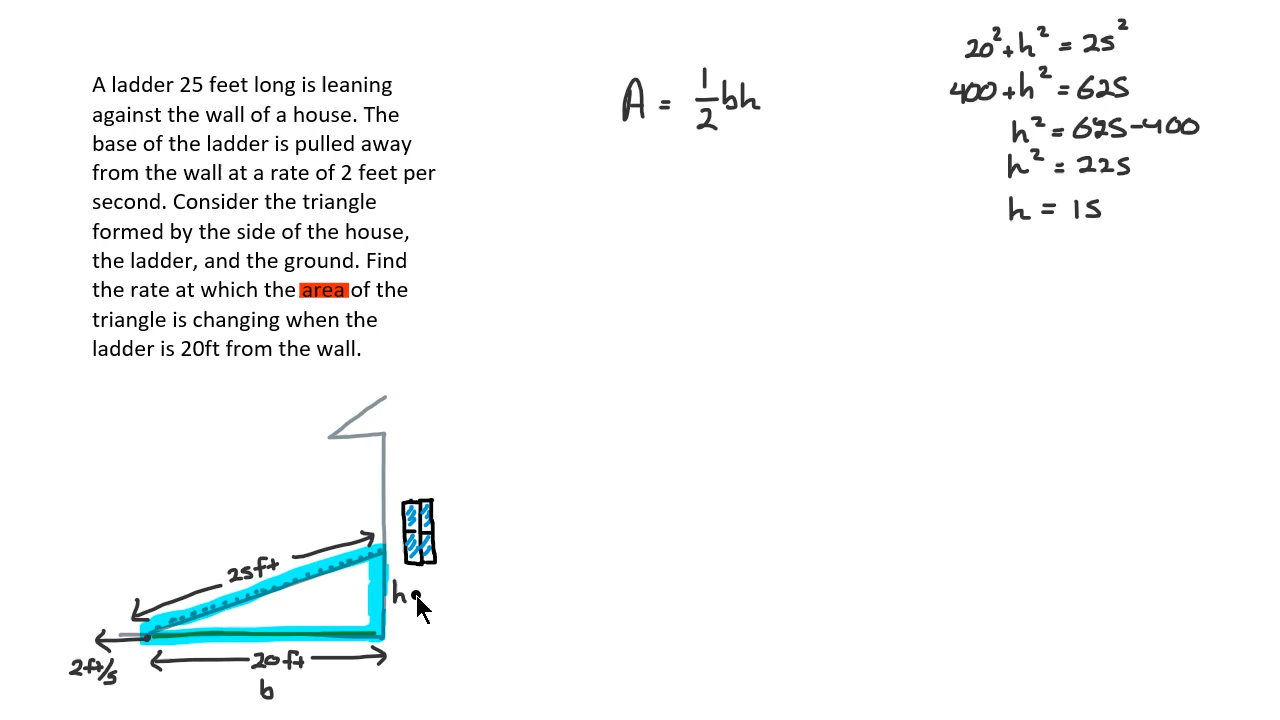 A ladder 25 feet long is leaning
against the wall of a house. The
base of the ladder is pulled away
from the wall at a rate of 2 feet per
second. Consider the triangle
formed by the side of the house,
the ladder, and the ground. Find
the rate at which the area of the
triangle is changing when the
ladder is 20ft from the wall.
A = 1/2 bh
20² + h² = 25²
400 + h² = 625
h² = 625 - 400
h² = 225
h = 15
25ft
h
2ft/s
20ft
b